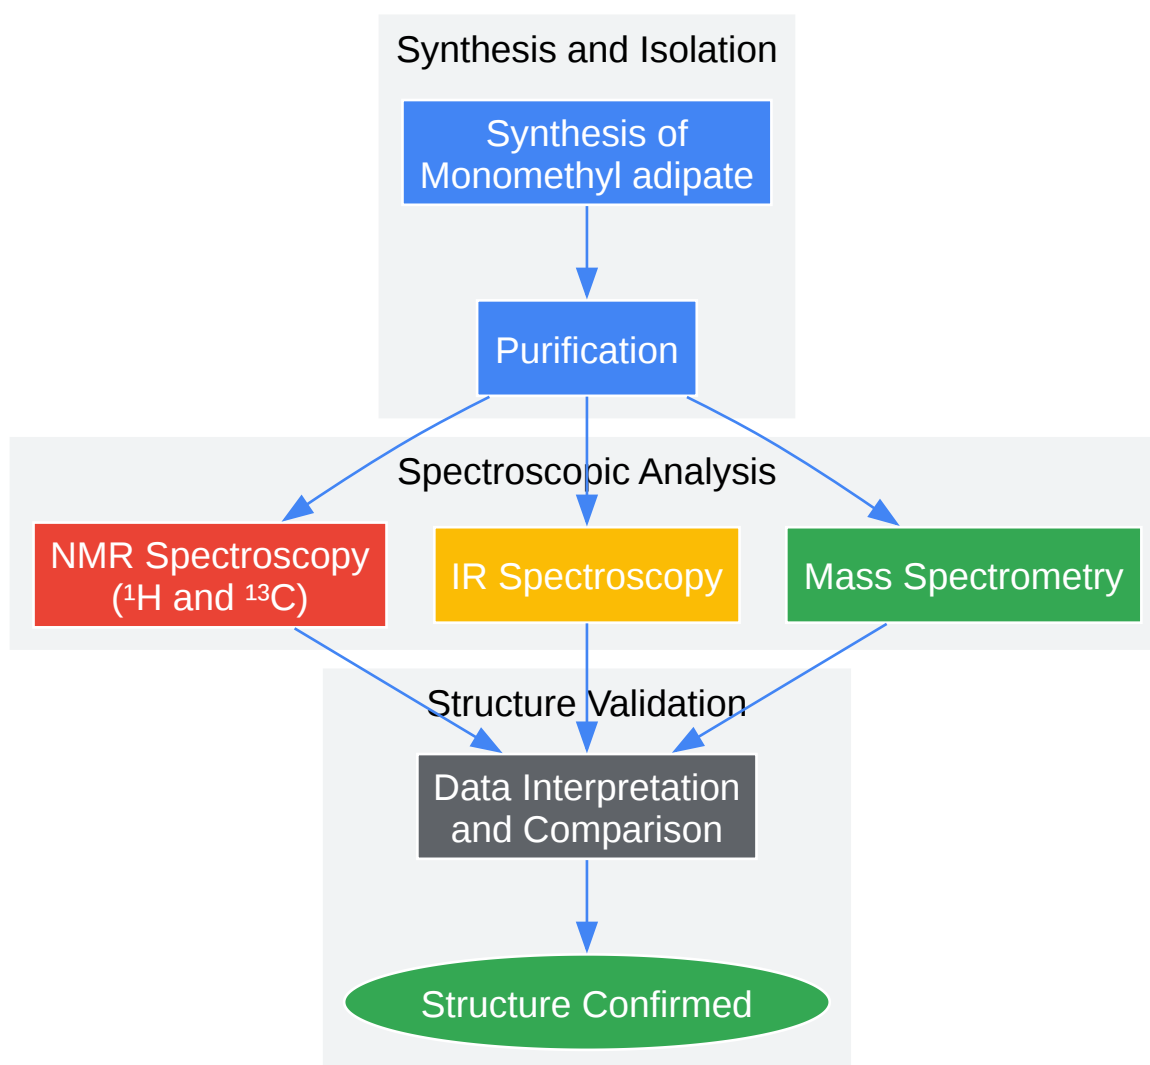 Synthesis and Isolation
Synthesis of
Monomethyl adipate
Purification
Spectroscopic Analysis
NMR Spectroscopy
(¹H and ¹³C)
IR Spectroscopy
Mass Spectrometry
Structure Validation
Data Interpretation
and Comparison
Structure Confirmed